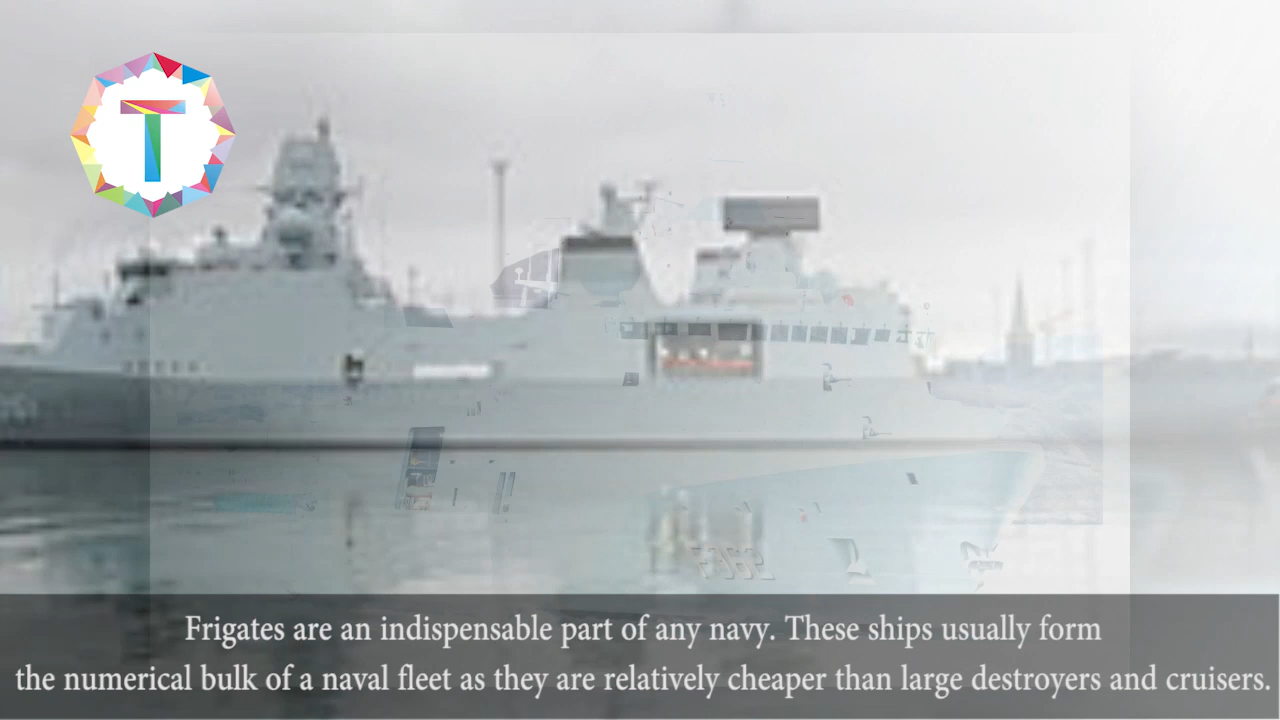 T
Frigates are an indispensable part of any navy. These ships usually form
the numerical bulk of a naval fleet as they are relatively cheaper than large destroyers and cruisers.